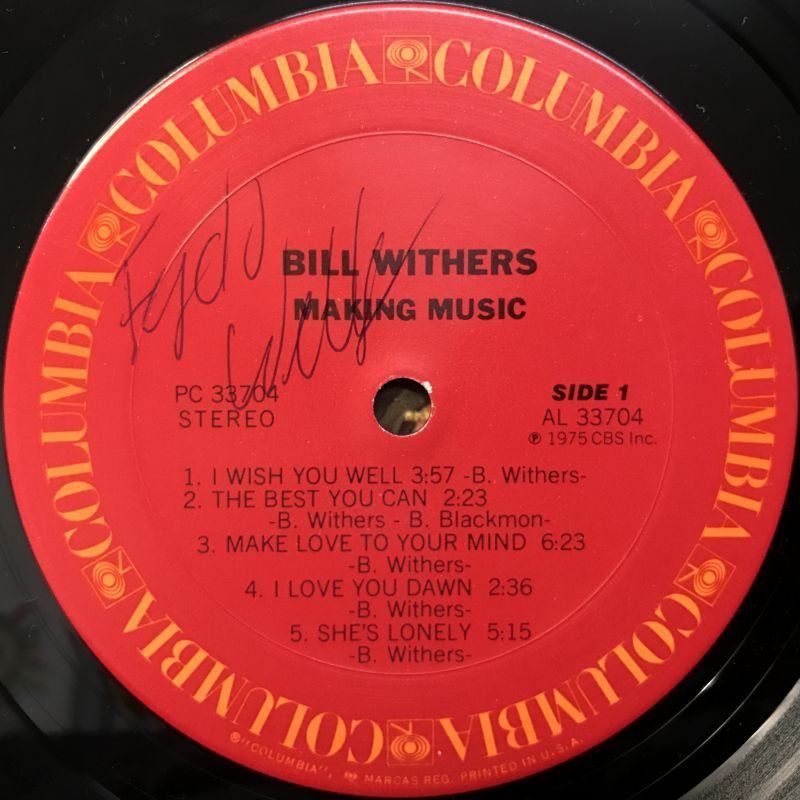 COLUMBIA COLUMBIA COLUMBIA COLUMBIA COLUMBIA COLUMBIA
BILL WITHERS
MAKING MUSIC
PC 33704
STEREO
SIDE 1
AL 33704
℗ 1975 CBS Inc.
1. I WISH YOU WELL 3:57 -B. Withers-
2. THE BEST YOU CAN 2:23
-B. Withers - B. Blackmon-
3. MAKE LOVE TO YOUR MIND 6:23
-B. Withers-
4. I LOVE YOU DAWN 2:36
-B. Withers-
5. SHE'S LONELY 5:15
-B. Withers-
®"COLUMBIA", MARCAS REG. PRINTED IN U.S.A.